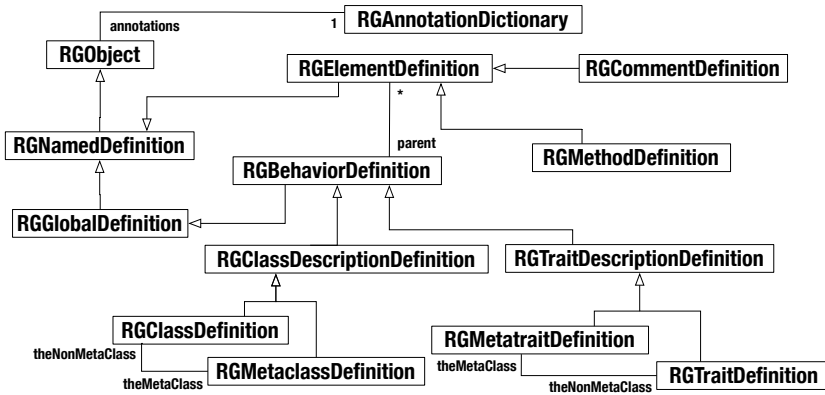 annotations
1
RGAnnotationDictionary
RGObject
RGElementDefinition
RGCommentDefinition
*
RGNamedDefinition
parent
RGMethodDefinition
RGBehaviorDefinition
RGGlobalDefinition
RGClassDescriptionDefinition
RGTraitDescriptionDefinition
RGClassDefinition
RGMetatraitDefinition
theNonMetaClass
RGMetaclassDefinition
theMetaClass
theMetaClass
RGTraitDefinition
theNonMetaClass